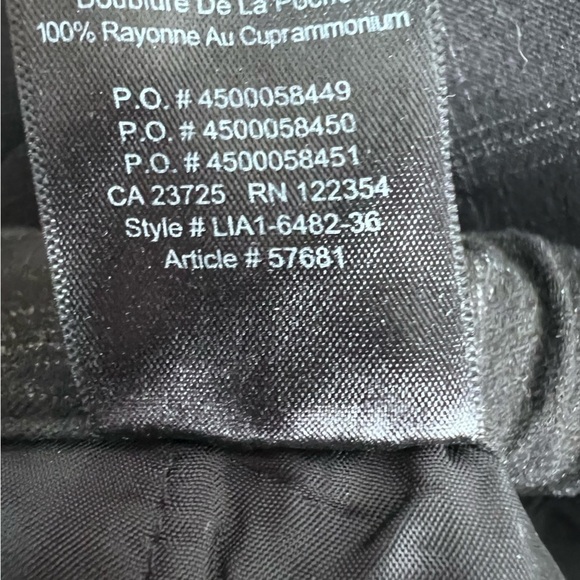 Doublure De La Poche
100% Rayonne Au Cuprammonium
P.O. # 4500058449
P.O. # 4500058450
P.O. # 4500058451
CA 23725 RN 122354
Style # LIA1-6482-36
Article # 57681